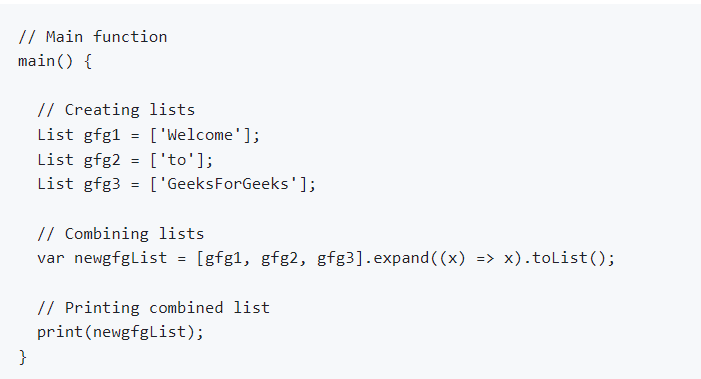 // Main function
main() {
// Creating lists
List gfg1 = ['Welcome'];
List gfg2 = ['to'];
List gfg3 = ['GeeksForGeeks'];
// Combining lists
var newgfgList = [gfg1, gfg2, gfg3].expand((x) => x).toList();
// Printing combined list
print(newgfgList);
}